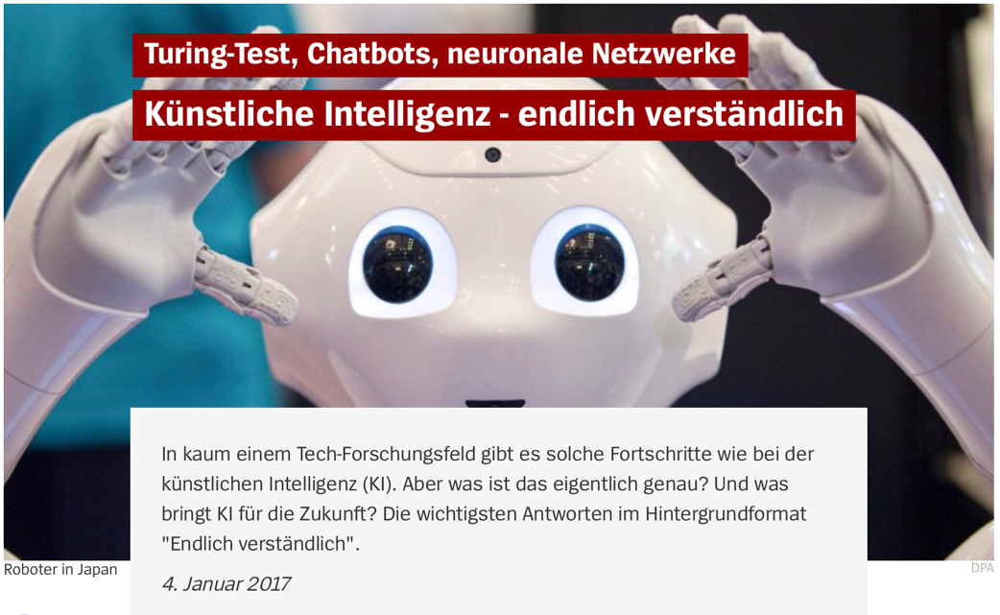 Turing-Test, Chatbots, neuronale Netzwerke
Künstliche Intelligenz - endlich verständlich
In kaum einem Tech-Forschungsfeld gibt es solche Fortschritte wie bei der
künstlichen Intelligenz (KI). Aber was ist das eigentlich genau? Und was
bringt KI für die Zukunft? Die wichtigsten Antworten im Hintergrundformat
"Endlich verständlich".
4. Januar 2017
Roboter in Japan
DPA